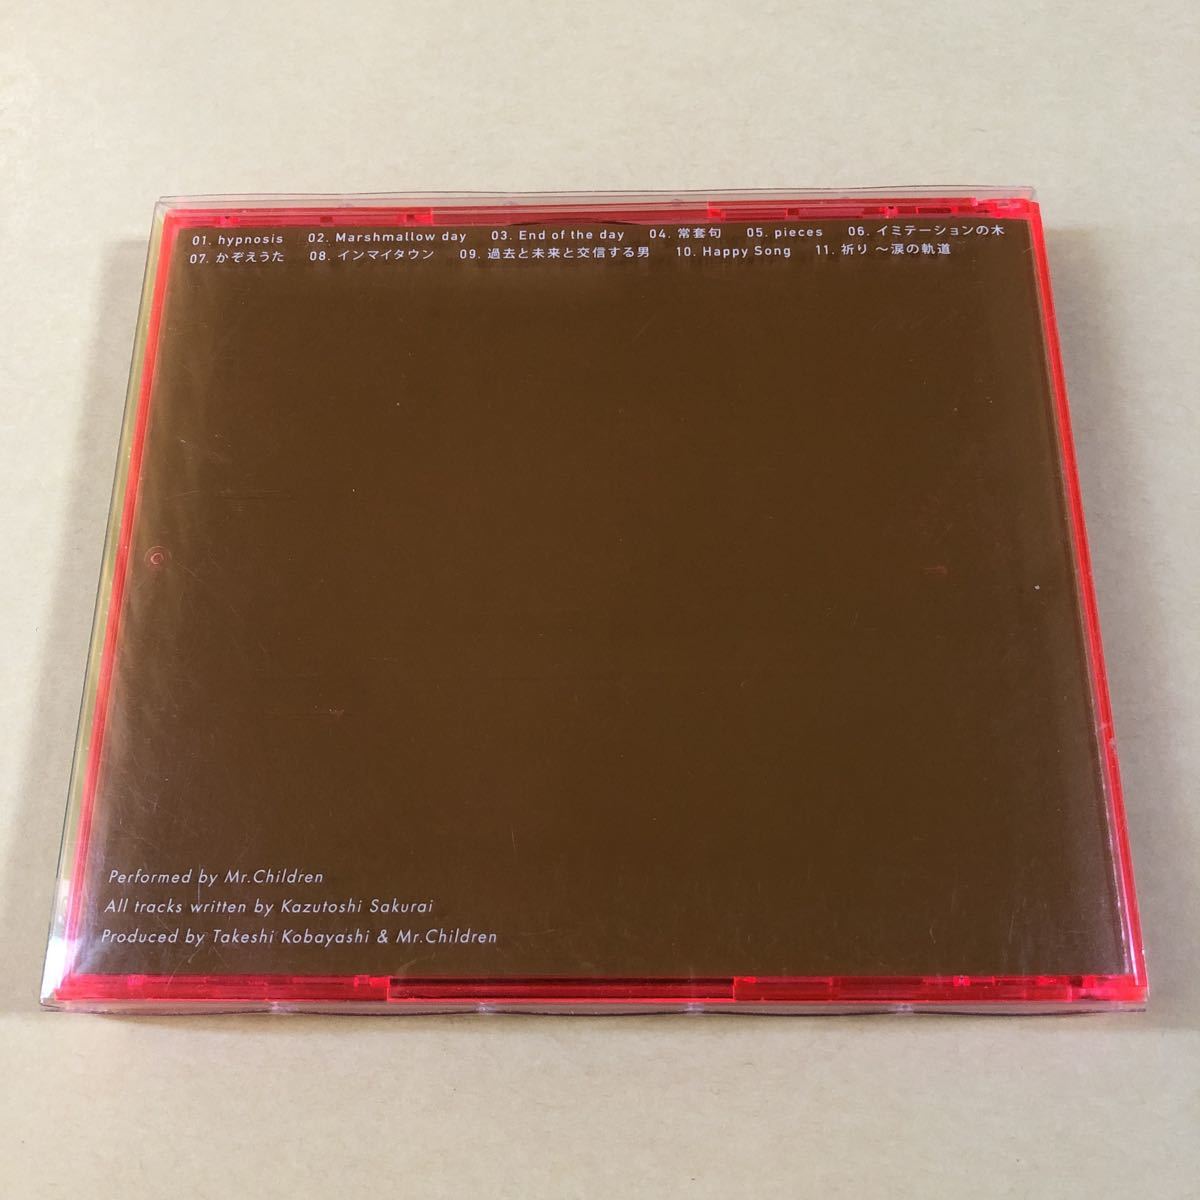 01. hypnosis 02. Marshmallow day 03. End of the day 04. 常套句 05. pieces 06. イミテーションの木
07. かぞえうた 08. インマイタウン 09. 過去と未来と交信する男 10. Happy Song 11. 祈り 〜涙の軌道
Performed by Mr.Children
All tracks written by Kazutoshi Sakurai
Produced by Takeshi Kobayashi & Mr.Children